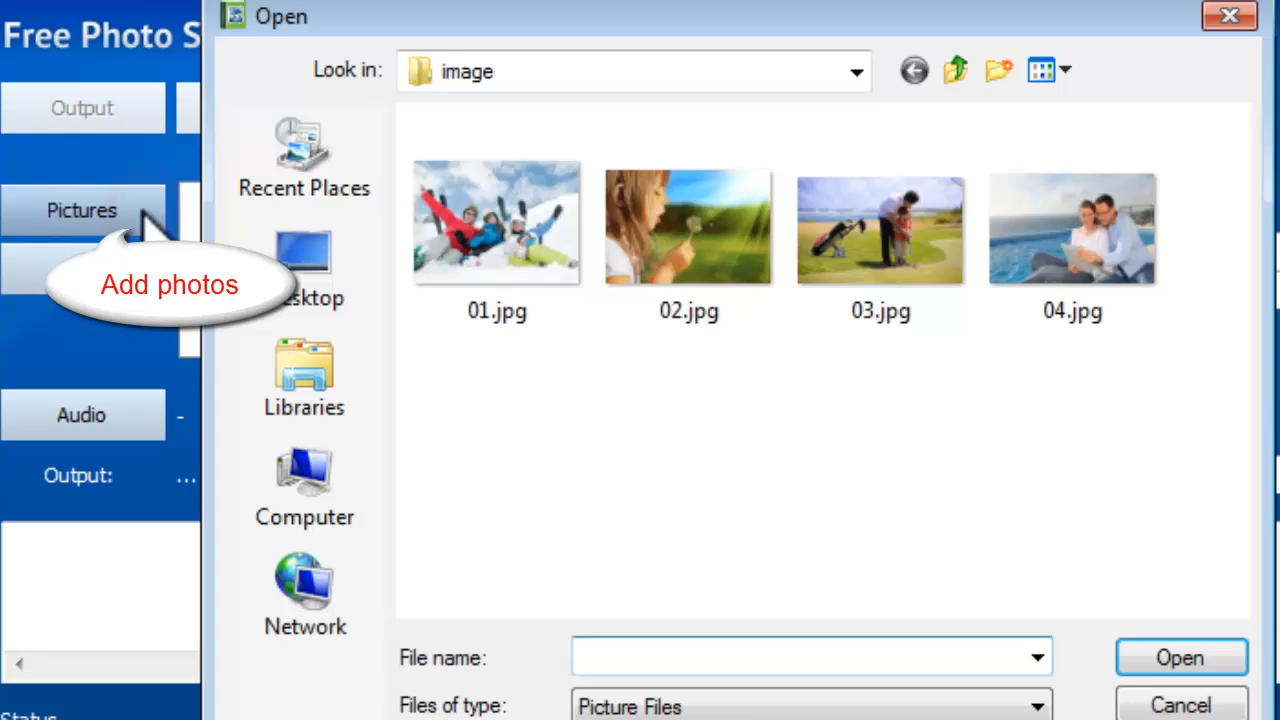 Free Photo S
Open
Look in:
image
Output
Recent Places
Pictures
Add photos
01.jpg
02.jpg
03.jpg
04.jpg
Libraries
Audio
-
Output:
...
Computer
Network
File name:
Open
Files of type:
Picture Files
Cancel